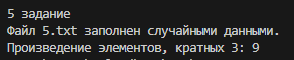 5 задание
Файл 5.txt заполнен случайными данными.
Произведение элементов, кратных 3: 9